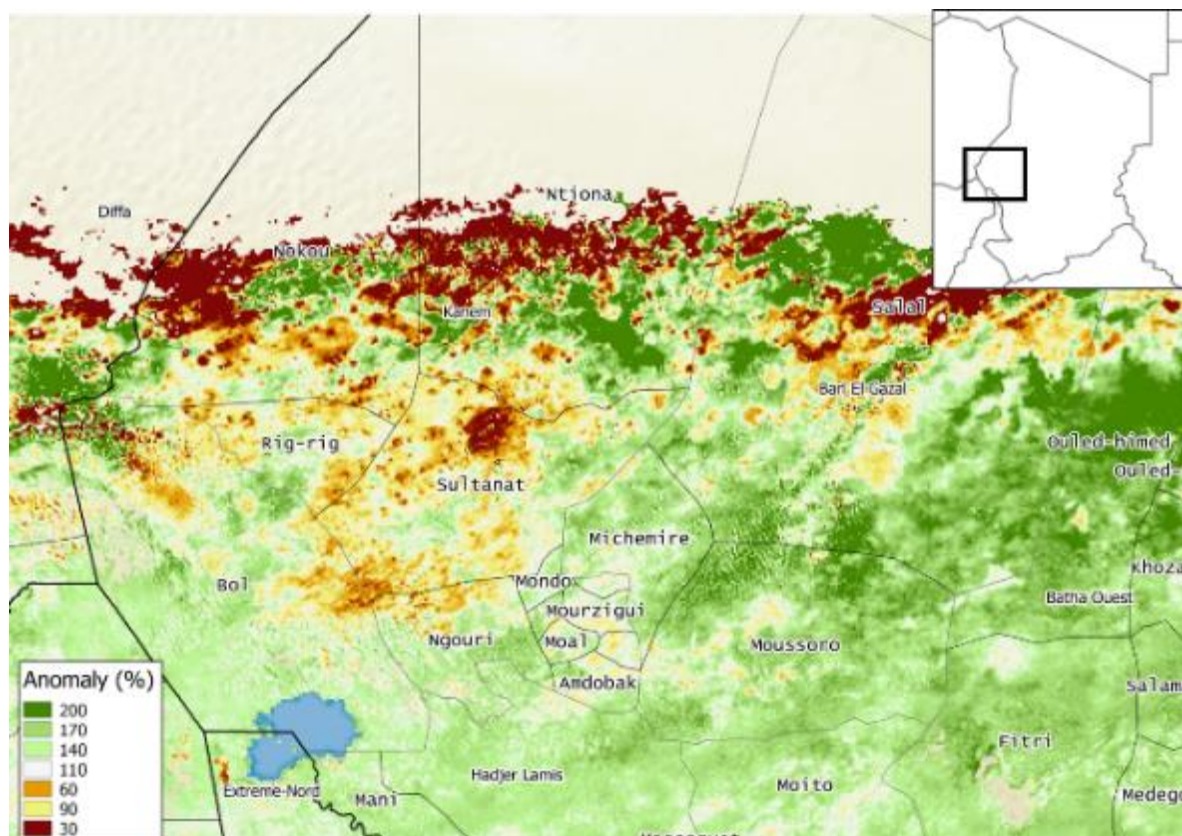 Ntiona
Diffa
Nokou
Kanem
Salal
Barl El Gazal
Rig-rig
Ouled-himed
Ouled-
Sultanat
Michemire
Bol
Mondo
Khoza
Mourzigui
Batha Ouest
Ngouri
Moal
Moussoro
Amdobak
Salam
Anomaly (%)
200
170
140
110
60
90
30
Fitri
Extreme-Nord
Mani
Hadjer Lamis
Moito
Medego